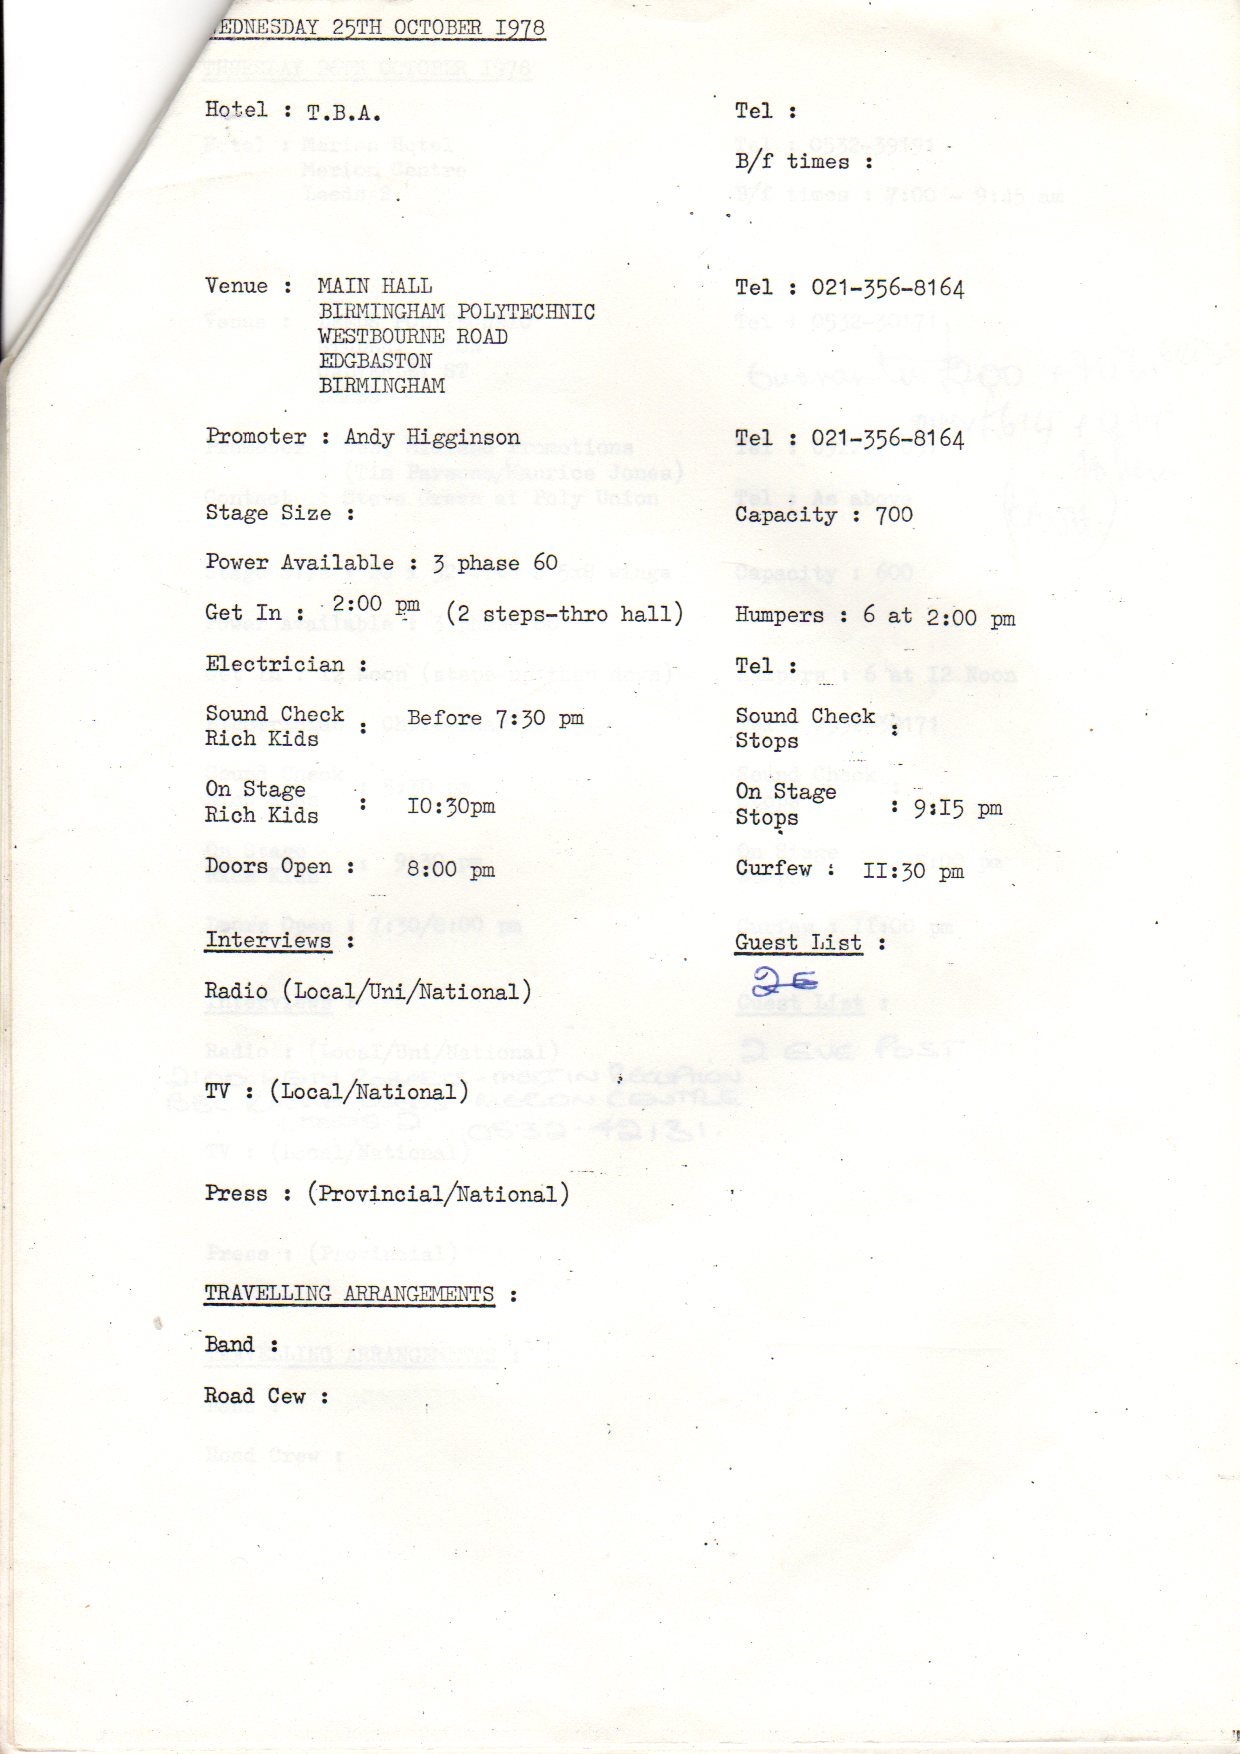 WEDNESDAY 25TH OCTOBER 1978
Hotel : T.B.A. Tel :
B/f times :
Venue : MAIN HALL Tel : 021-356-8164
BIRMINGHAM POLYTECHNIC
WESTBOURNE ROAD
EDGBASTON
BIRMINGHAM
Promoter : Andy Higginson Tel : 021-356-8164
Stage Size : Capacity : 700
Power Available : 3 phase 60
Get In : 2:00 pm (2 steps-thro hall) Humpers : 6 at 2:00 pm
Electrician : Tel :
Sound Check : Before 7:30 pm Sound Check :
Rich Kids Stops
On Stage : 10:30pm On Stage : 9:15 pm
Rich Kids Stops
Doors Open : 8:00 pm Curfew : 11:30 pm
Interviews : Guest List :
Radio (Local/Uni/National)
TV : (Local/National)
Press : (Provincial/National)
TRAVELLING ARRANGEMENTS :
Band :
Road Cew :